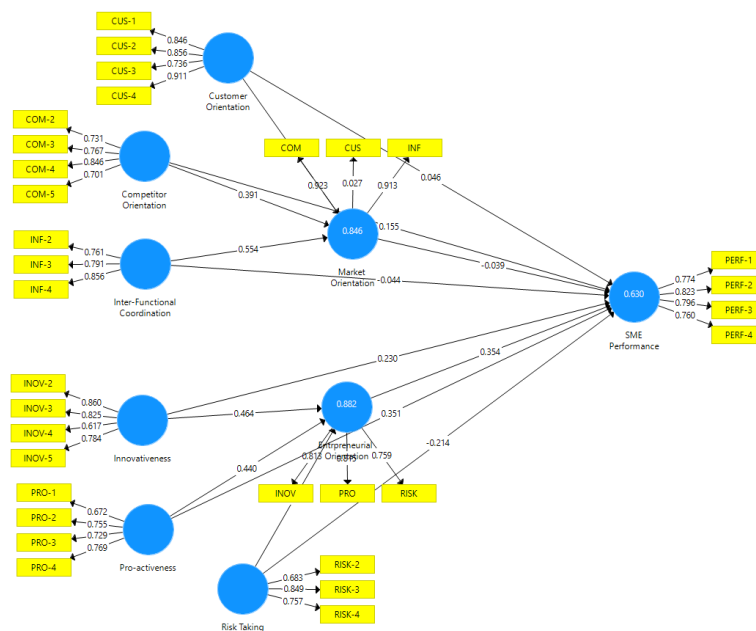 CUS-1
CUS-2
CUS-3
CUS-4
0.846
0.856
0.736
0.911
Customer
Orientation
COM-2
COM-3
COM-4
COM-5
0.731
0.767
0.846
0.701
Competitor
Orientation
COM
CUS
INF
0.923
0.027
0.913
0.046
0.391
0.846
0.155
Market
Orientation
-0.039
INF-2
INF-3
INF-4
0.761
0.791
0.856
0.554
-0.044
Inter-Functional
Coordination
0.630
SME
Performance
0.774
0.823
0.796
0.760
PERF-1
PERF-2
PERF-3
PERF-4
0.230
0.354
INOV-2
INOV-3
INOV-4
INOV-5
0.860
0.825
0.617
0.784
Innovativeness
0.464
0.882
0.351
Entrpreneurial
Orientation
-0.214
0.440
0.813
0.759
INOV
PRO
RISK
PRO-1
PRO-2
PRO-3
PRO-4
0.672
0.755
0.729
0.769
Pro-activeness
RISK-2
RISK-3
RISK-4
0.683
0.849
0.757
Risk Taking